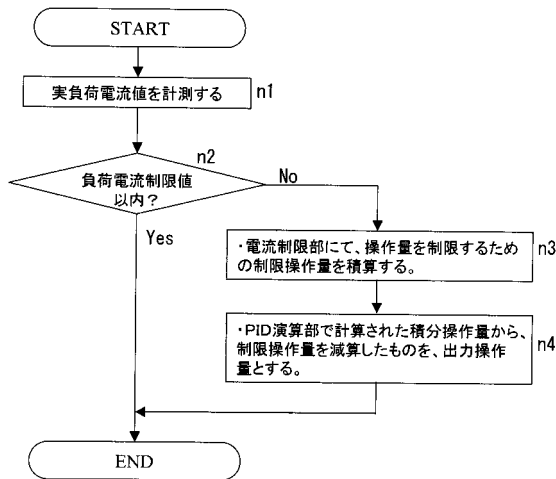 START
実負荷電流値を計測する
n1
n2
負荷電流制限値
以内？
No
Yes
・電流制限部にて、操作量を制限するため
の制限操作量を積算する。
n3
・PID演算部で計算された積分操作量から、
制限操作量を減算したものを、出力操作
量とする。
n4
END